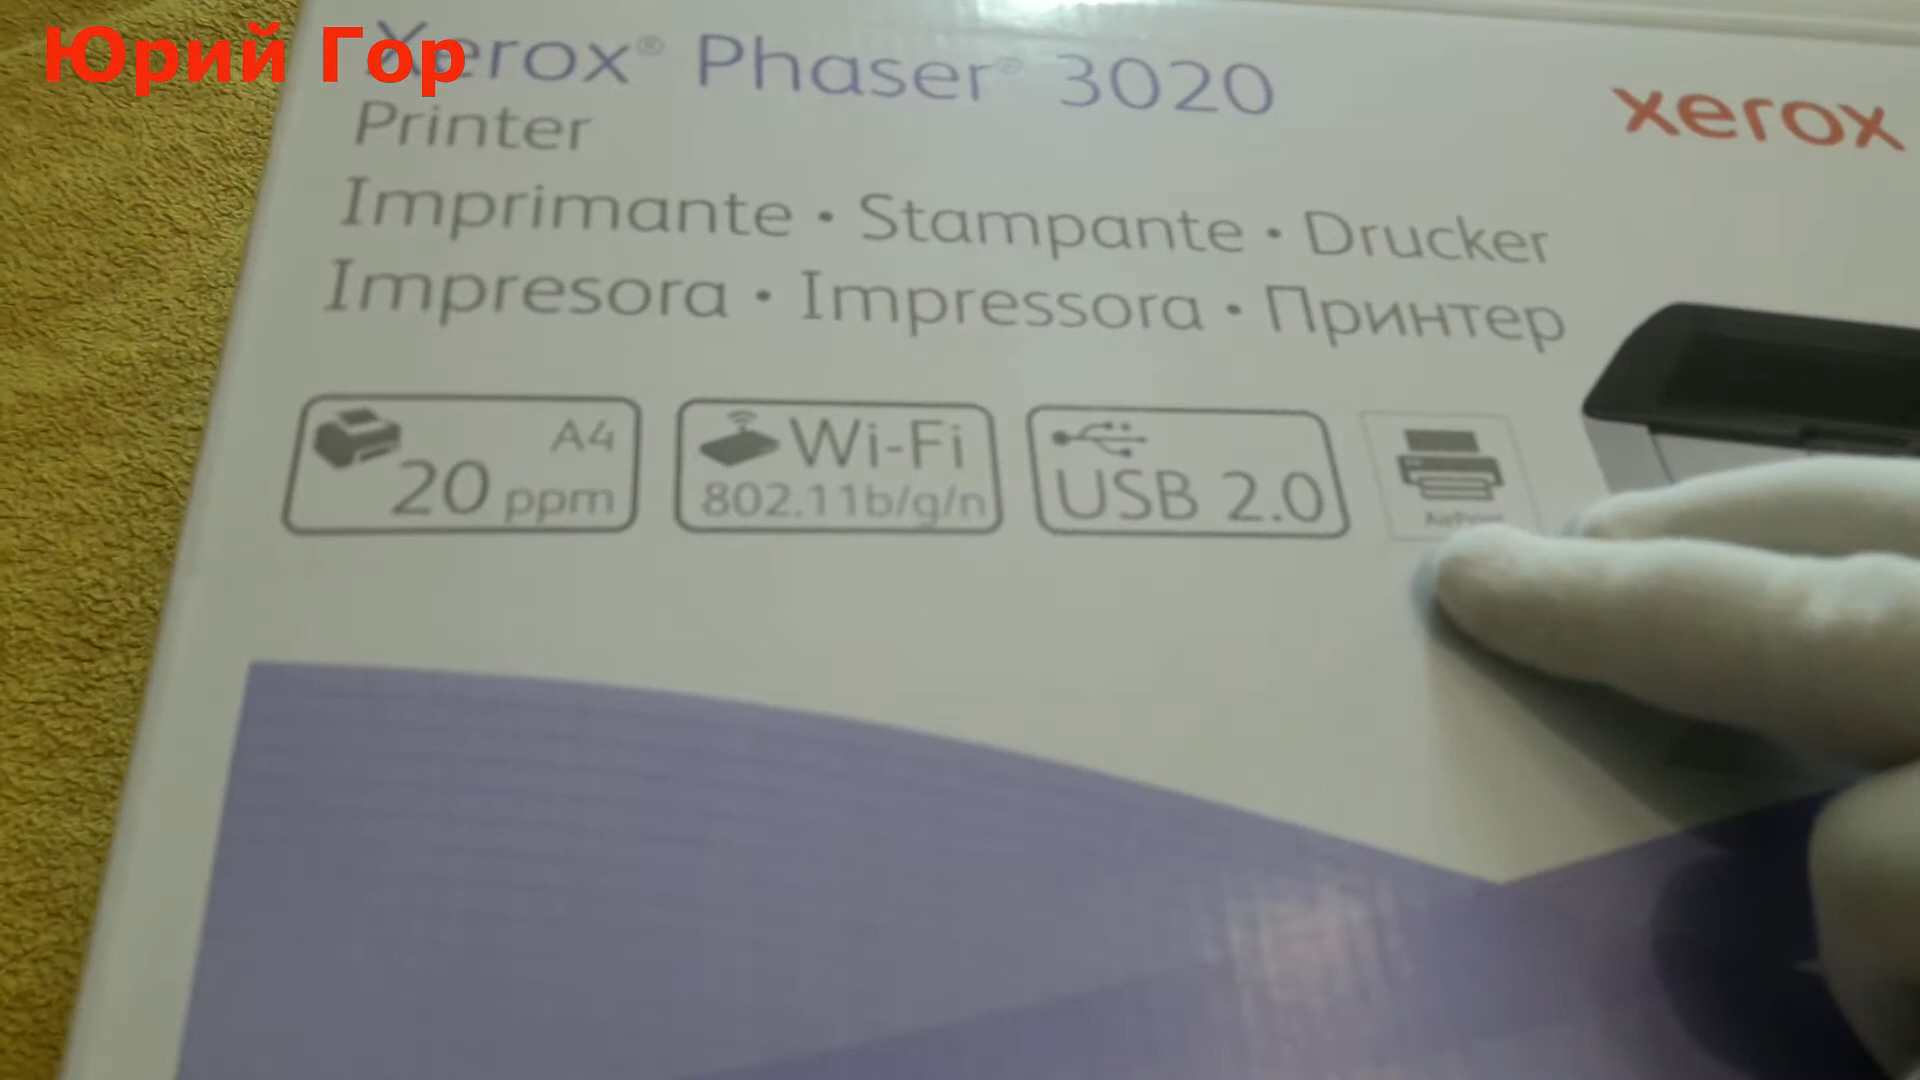 Юрий Гор
Xerox® Phaser® 3020
xerox
Printer
Imprimante • Stampante • Drucker
Impresora • Impressora • Принтер
A4
20 ppm
Wi-Fi
802.11b/g/n
USB 2.0
AirPrint